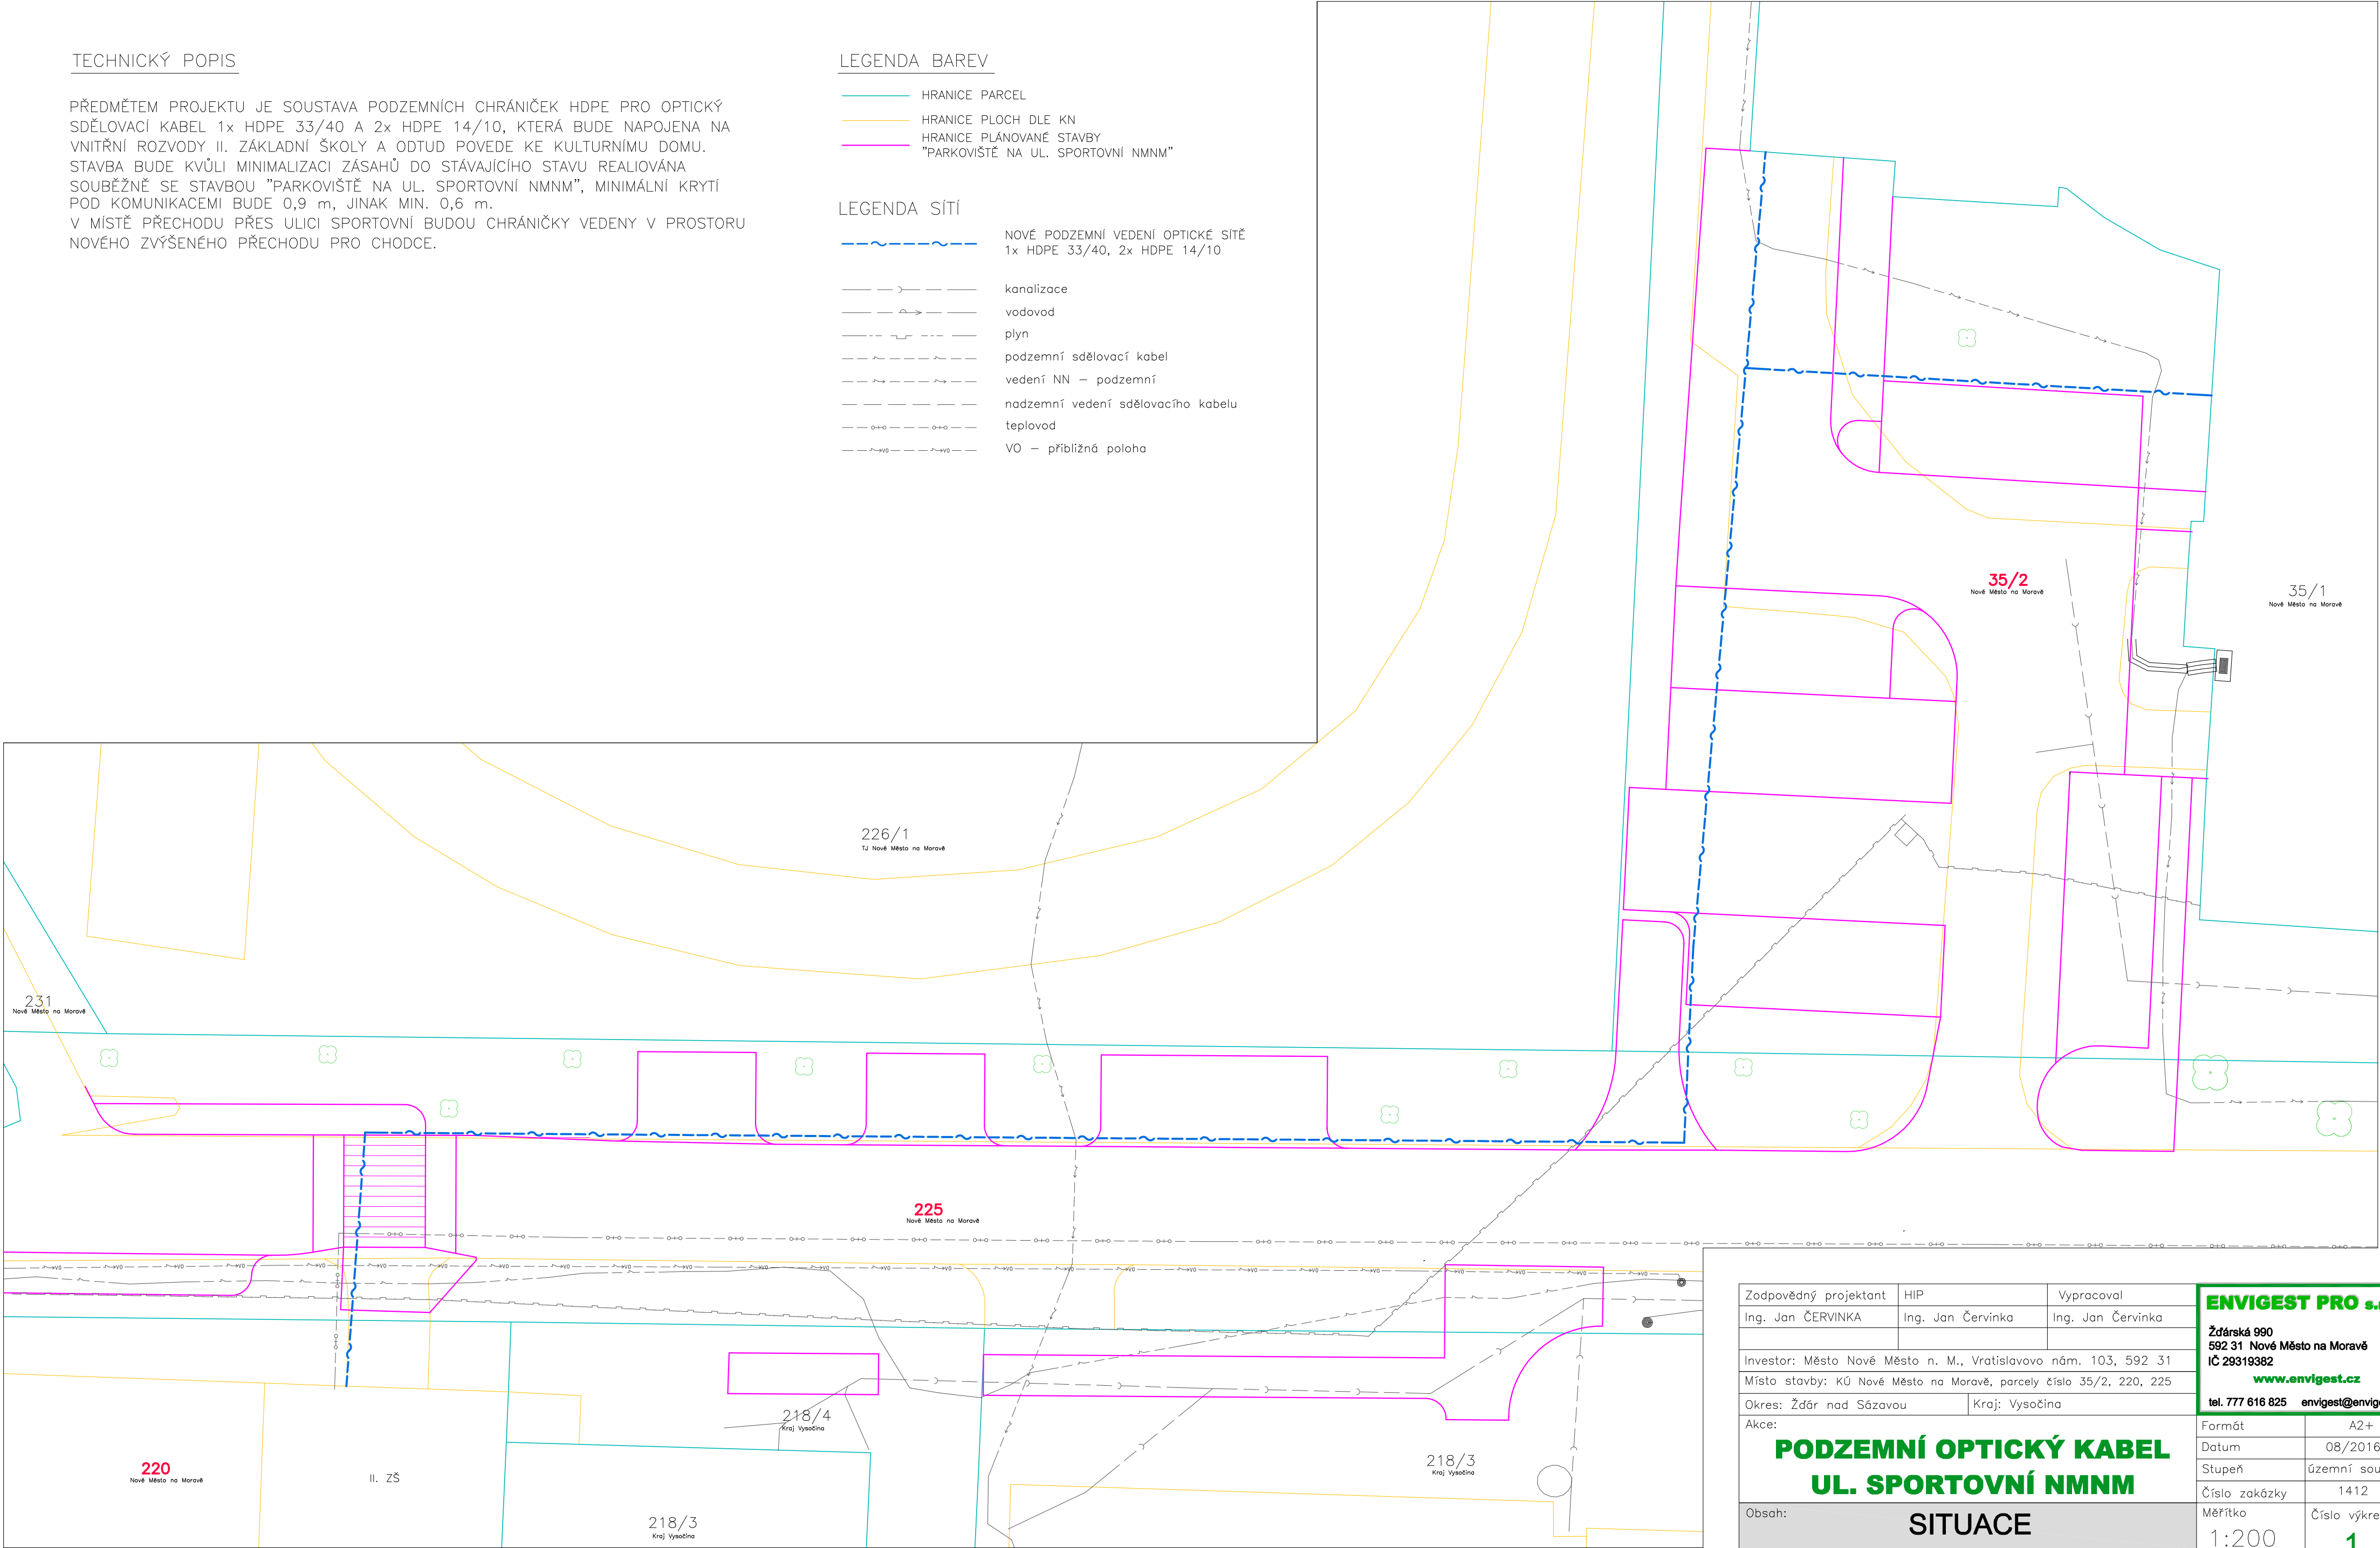 TECHNICKÝ POPIS
PŘEDMĚTEM PROJEKTU JE SOUSTAVA PODZEMNÍCH CHRÁNIČEK HDPE PRO OPTICKÝ
SDĚLOVACÍ KABEL 1x HDPE 33/40 A 2x HDPE 14/10, KTERÁ BUDE NAPOJENA NA
VNITŘNÍ ROZVODY II. ZÁKLADNÍ ŠKOLY A ODTUD POVEDE KE KULTURNÍMU DOMU.
STAVBA BUDE KVŮLI MINIMALIZACI ZÁSAHŮ DO STÁVAJÍCÍHO STAVU REALIOVÁNA
SOUBĚŽNĚ SE STAVBOU "PARKOVIŠTĚ NA UL. SPORTOVNÍ NMNM", MINIMÁLNÍ KRYTÍ
POD KOMUNIKACEMI BUDE 0,9 m, JINAK MIN. 0,6 m.
V MÍSTĚ PŘECHODU PŘES ULICI SPORTOVNÍ BUDOU CHRÁNIČKY VEDENY V PROSTORU
NOVÉHO ZVÝŠENÉHO PŘECHODU PRO CHODCE.
LEGENDA BAREV
HRANICE PARCEL
HRANICE PLOCH DLE KN
HRANICE PLÁNOVANÉ STAVBY
"PARKOVIŠTĚ NA UL. SPORTOVNÍ NMNM"
LEGENDA SÍTÍ
NOVÉ PODZEMNÍ VEDENÍ OPTICKÉ SÍTĚ
1x HDPE 33/40, 2x HDPE 14/10
kanalizace
vodovod
plyn
podzemní sdělovací kabel
vedení NN – podzemní
nadzemní vedení sdělovacího kabelu
teplovod
VO – přibližná poloha
35/2
Nové Město na Moravě
35/1
Nové Město na Moravě
226/1
TJ Nové Město na Moravě
231
Nové Město na Moravě
225
Nové Město na Moravě
218/4
Kraj Vysočina
218/3
Kraj Vysočina
220
Nové Město na Moravě
II. ZŠ
218/3
Kraj Vysočina
Zodpovědný projektant HIP Vypracoval
Ing. Jan ČERVINKA Ing. Jan Červinka Ing. Jan Červinka
Investor: Město Nové Město n. M., Vratislavovo nám. 103, 592 31
Místo stavby: KÚ Nové Město na Moravě, parcely číslo 35/2, 220, 225
Okres: Žďár nad Sázavou Kraj: Vysočina
Akce:
PODZEMNÍ OPTICKÝ KABEL
UL. SPORTOVNÍ NMNM
Obsah:
SITUACE
ENVIGEST PRO
Žďárská 990
592 31 Nové Město na Moravě
IČ 29319382
www.envigest.cz
tel. 777 616 825
Formát A2+
Datum 08/2016
Stupeň územní
Číslo zakázky 1412
Měřítko Číslo
1:200 1